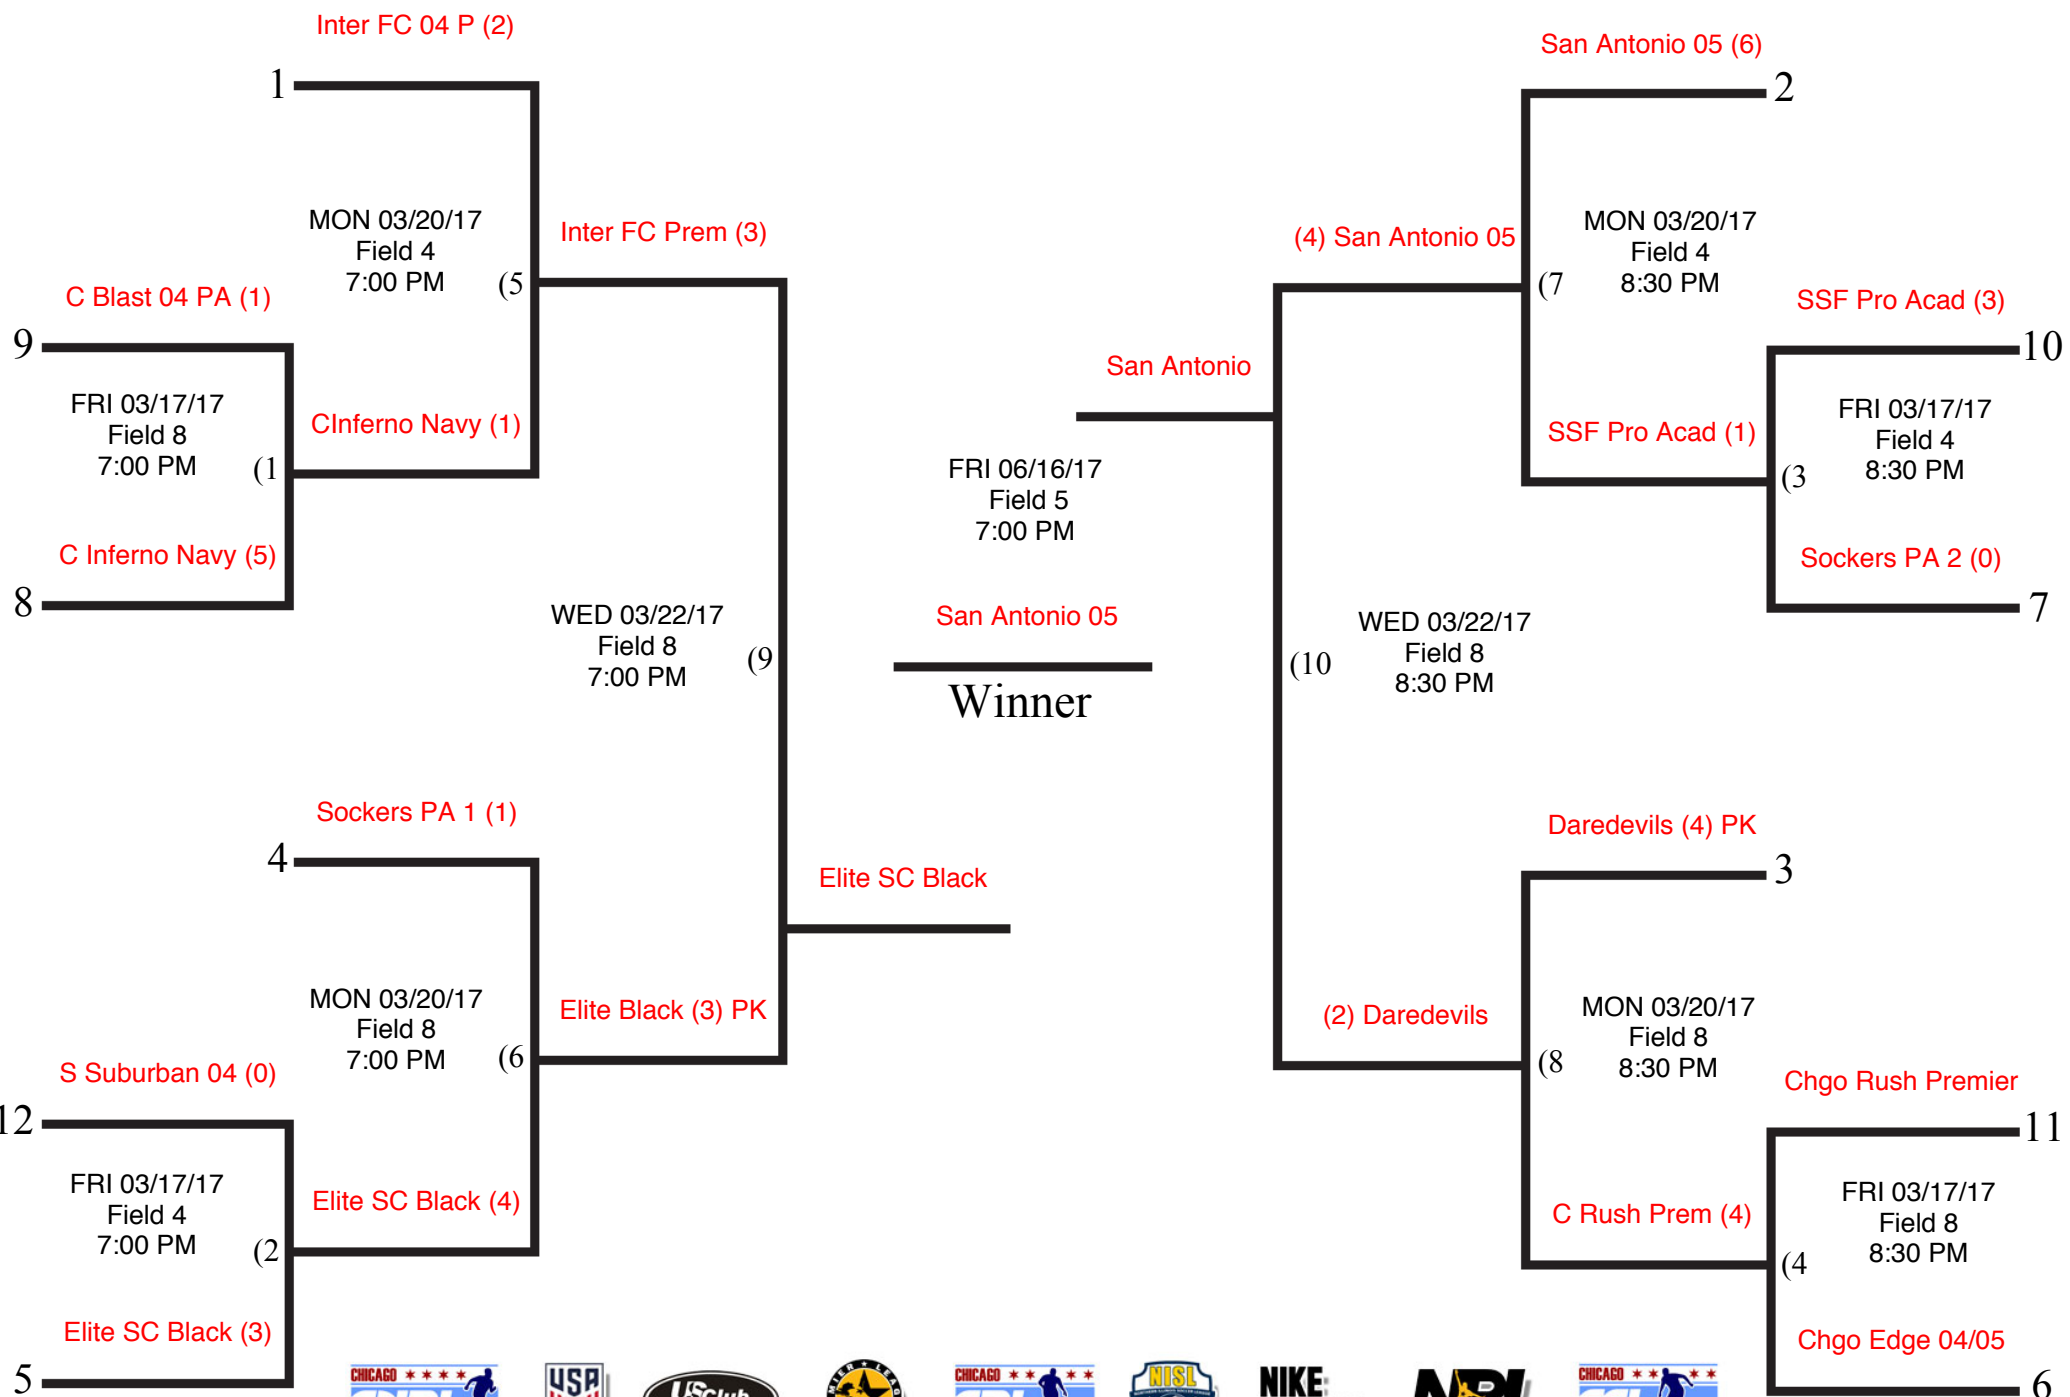 Inter FC 04 P (2)
1
MON 03/20/17
Field 4
7:00 PM
(5
Inter FC Prem (3)
C Blast 04 PA (1)
9
FRI 03/17/17
Field 8
7:00 PM
(1
CInferno Navy (1)
C Inferno Navy (5)
8
WED 03/22/17
Field 8
7:00 PM
(9
Sockers PA 1 (1)
4
MON 03/20/17
Field 8
7:00 PM
(6
Elite Black (3) PK
Elite SC Black
S Suburban 04 (0)
12
FRI 03/17/17
Field 4
7:00 PM
(2
Elite SC Black (4)
Elite SC Black (3)
5
FRI 06/16/17
Field 5
7:00 PM
San Antonio 05
Winner
San Antonio 05 (6)
2
(4) San Antonio 05
MON 03/20/17
Field 4
8:30 PM
(7
San Antonio
SSF Pro Acad (3)
10
SSF Pro Acad (1)
FRI 03/17/17
Field 4
8:30 PM
(3
Sockers PA 2 (0)
7
WED 03/22/17
Field 8
8:30 PM
(10
Daredevils (4) PK
3
(2) Daredevils
MON 03/20/17
Field 8
8:30 PM
(8
Chgo Rush Premier
11
C Rush Prem (4)
FRI 03/17/17
Field 8
8:30 PM
(4
Chgo Edge 04/05
6
CHICAGO
USA
US Club
CHICAGO
NISL
NIKE
NPL
CHICAGO